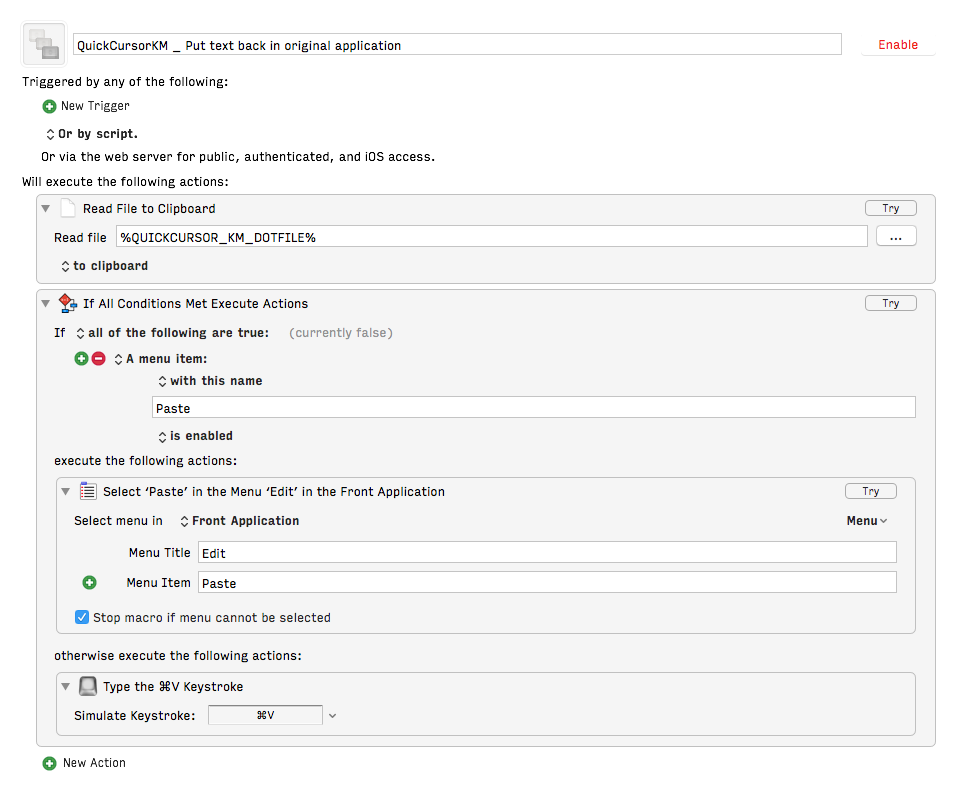 QuickCursorKM _ Put text back in original application
Enable
Triggered by any of the following:
New Trigger
Or by script.
Or via the web server for public, authenticated, and iOS access.
Will execute the following actions:
Read File to Clipboard
Try
Read file %QUICKCURSOR_KM_DOTFILE% ...
to clipboard
If All Conditions Met Execute Actions
Try
If all of the following are true: (currently false)
A menu item:
with this name
Paste
is enabled
execute the following actions:
Select ‘Paste’ in the Menu ‘Edit’ in the Front Application
Try
Select menu in Front Application Menu
Menu Title Edit
Menu Item Paste
Stop macro if menu cannot be selected
otherwise execute the following actions:
Type the ⌘V Keystroke
Simulate Keystroke: ⌘V
New Action